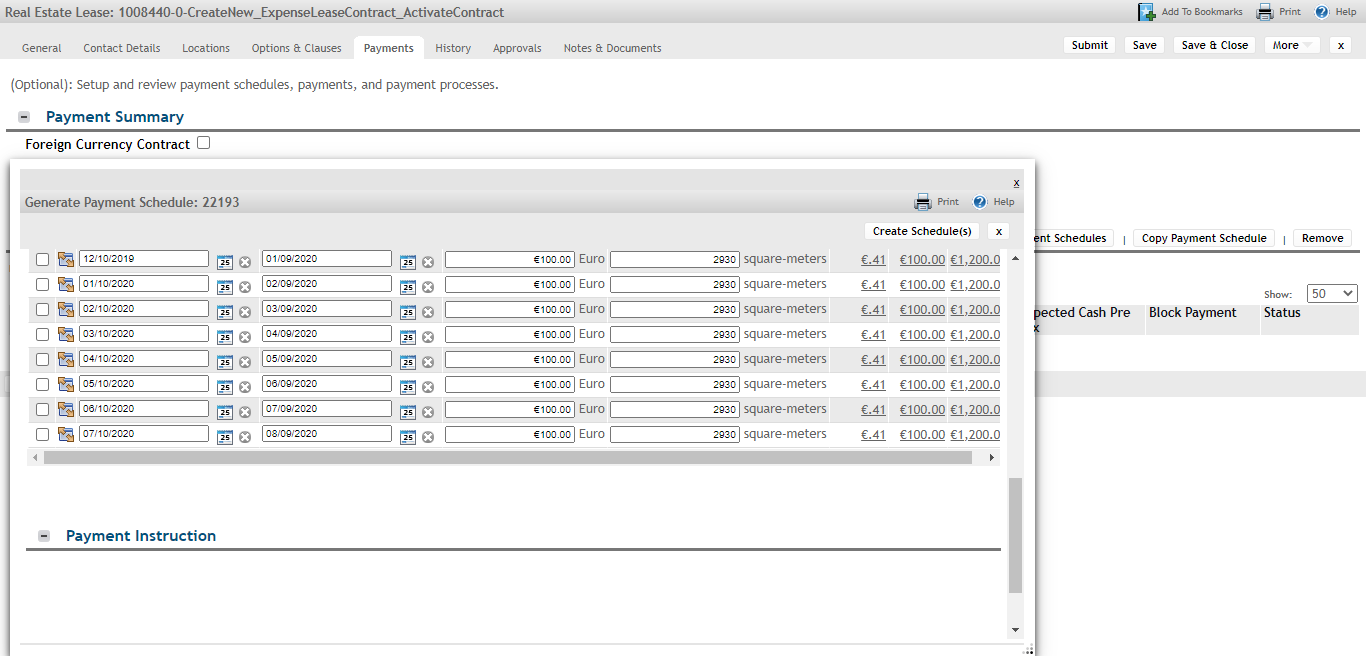 Real Estate Lease: 1008440-0-CreateNew_ExpenseLeaseContract_ActivateContract
Add To Bookmarks Print Help
General Contact Details Locations Options & Clauses Payments History Approvals Notes & Documents Submit Save Save & Close More x
(Optional): Setup and review payment schedules, payments, and payment processes.
Payment Summary
Foreign Currency Contract
x
Generate Payment Schedule: 22193 Print Help
Create Schedule(s) x
Schedules | Copy Payment Schedule | Remove
12/10/2019 25 01/09/2020 25 €100.00 Euro 2930 square-meters €.41 €100.00 €1,200.0
01/10/2020 25 02/09/2020 25 €100.00 Euro 2930 square-meters €.41 €100.00 €1,200.0
02/10/2020 25 03/09/2020 25 €100.00 Euro 2930 square-meters €.41 €100.00 €1,200.0
03/10/2020 25 04/09/2020 25 €100.00 Euro 2930 square-meters €.41 €100.00 €1,200.0
04/10/2020 25 05/09/2020 25 €100.00 Euro 2930 square-meters €.41 €100.00 €1,200.0
05/10/2020 25 06/09/2020 25 €100.00 Euro 2930 square-meters €.41 €100.00 €1,200.0
06/10/2020 25 07/09/2020 25 €100.00 Euro 2930 square-meters €.41 €100.00 €1,200.0
07/10/2020 25 08/09/2020 25 €100.00 Euro 2930 square-meters €.41 €100.00 €1,200.0
Show: 50
Cash Pre Block Payment Status
Payment Instruction